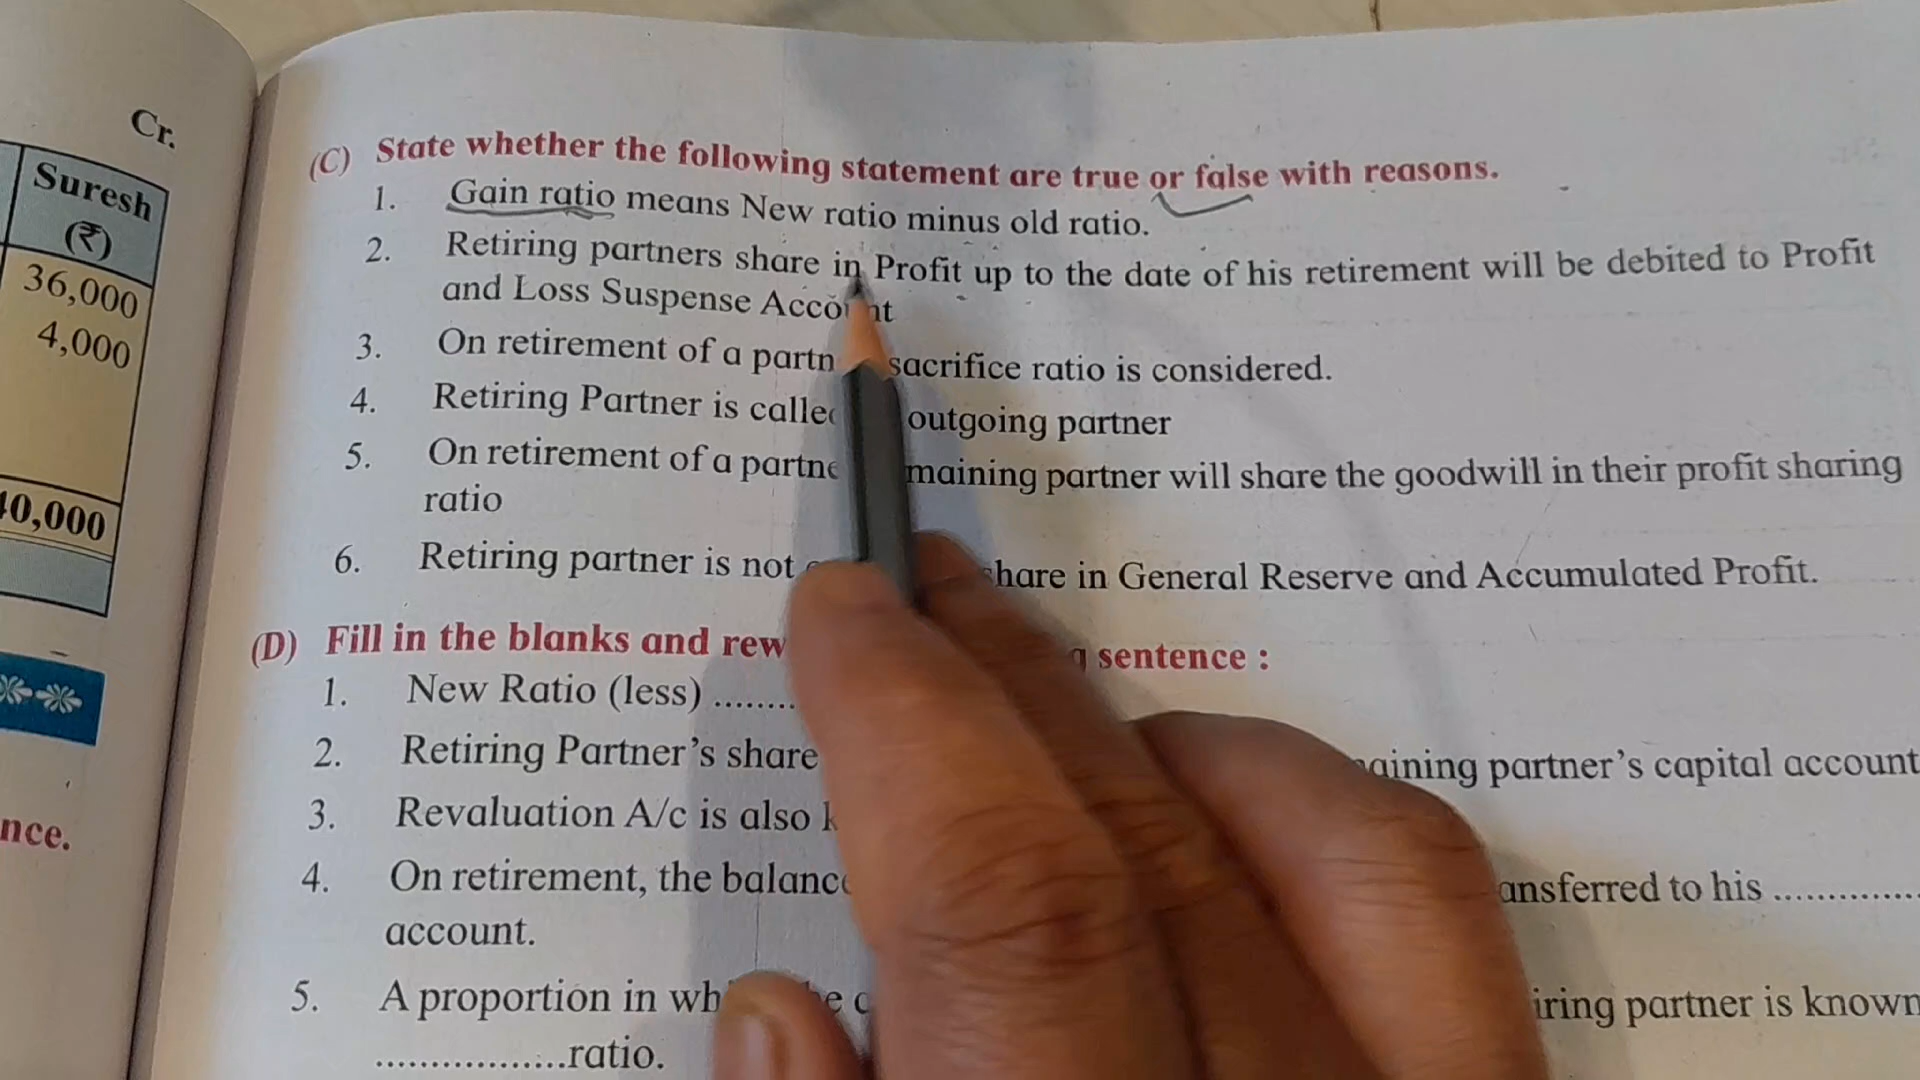 Cr.
Suresh
(₹)
36,000
4,000
40,000
nce.
(C) State whether the following statement are true or false with reasons.
1. Gain ratio means New ratio minus old ratio.
2. Retiring partners share in Profit up to the date of his retirement will be debited to Profit
and Loss Suspense Account
3. On retirement of a partn sacrifice ratio is considered.
4. Retiring Partner is called outgoing partner
5. On retirement of a partne maining partner will share the goodwill in their profit sharing
ratio
6. Retiring partner is not share in General Reserve and Accumulated Profit.
(D) Fill in the blanks and rew g sentence :
1. New Ratio (less) ........
2. Retiring Partner's share aining partner's capital account
3. Revaluation A/c is also k
4. On retirement, the balance ansferred to his ..............
account.
5. A proportion in wh iring partner is known
..................ratio.